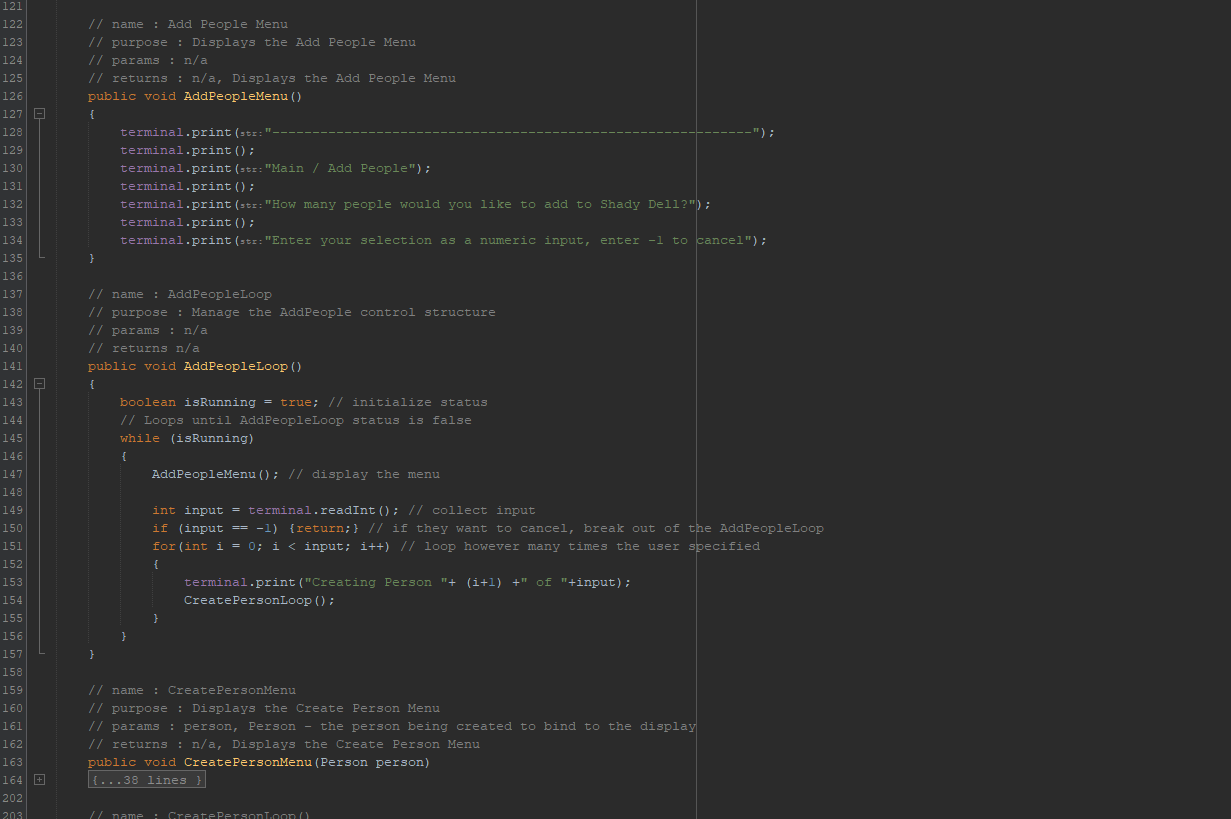 121
122 // name : Add People Menu
123 // purpose : Displays the Add People Menu
124 // params : n/a
125 // returns : n/a, Displays the Add People Menu
126 public void AddPeopleMenu()
127 {
128 terminal.print(str:"------------------------------------------------------------");
129 terminal.print();
130 terminal.print(str:"Main / Add People");
131 terminal.print();
132 terminal.print(str:"How many people would you like to add to Shady Dell?");
133 terminal.print();
134 terminal.print(str:"Enter your selection as a numeric input, enter -1 to cancel");
135 }
136
137 // name : AddPeopleLoop
138 // purpose : Manage the AddPeople control structure
139 // params : n/a
140 // returns n/a
141 public void AddPeopleLoop()
142 {
143 boolean isRunning = true; // initialize status
144 // Loops until AddPeopleLoop status is false
145 while (isRunning)
146 {
147 AddPeopleMenu(); // display the menu
148
149 int input = terminal.readInt(); // collect input
150 if (input == -1) {return;} // if they want to cancel, break out of the AddPeopleLoop
151 for(int i = 0; i < input; i++) // loop however many times the user specified
152 {
153 terminal.print("Creating Person "+ (i+1) +" of "+input);
154 CreatePersonLoop();
155 }
156 }
157 }
158
159 // name : CreatePersonMenu
160 // purpose : Displays the Create Person Menu
161 // params : person, Person - the person being created to bind to the display
162 // returns : n/a, Displays the Create Person Menu
163 public void CreatePersonMenu(Person person)
164 {...38 lines }
202
203 // name : CreatePersonLoop()